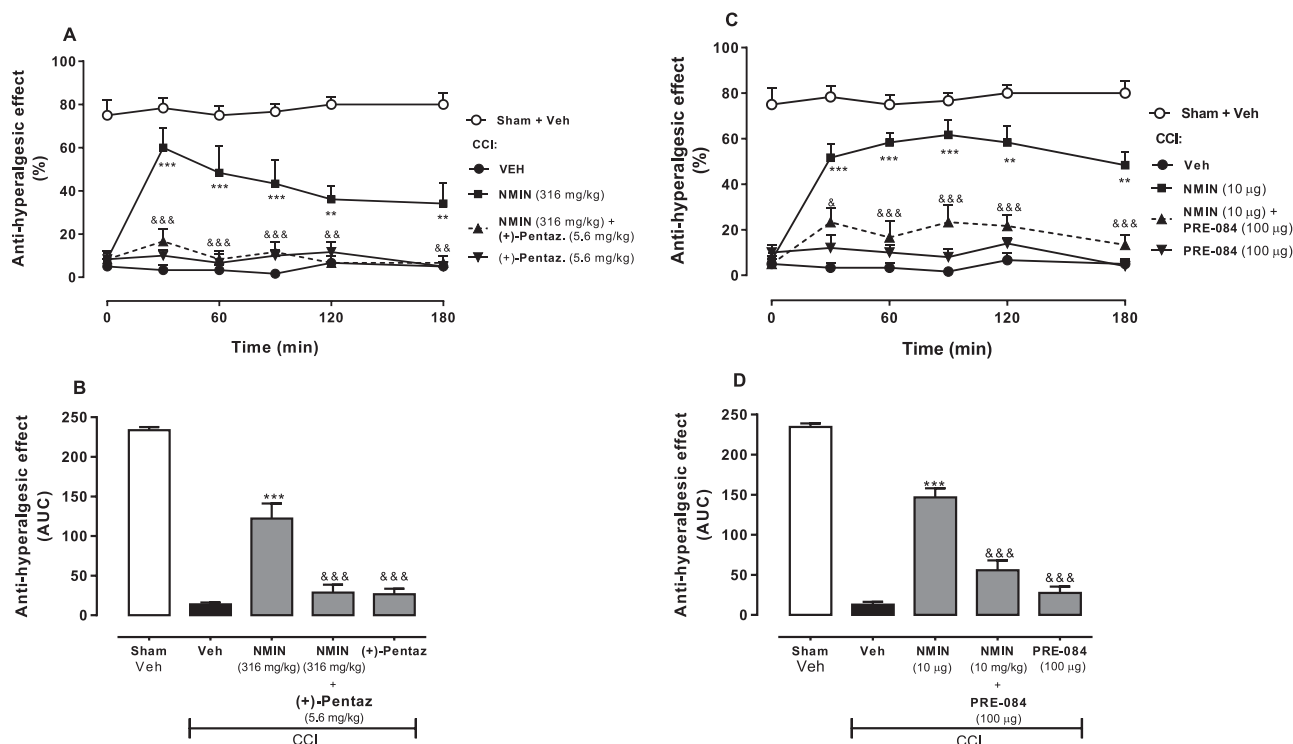 A
Anti-hyperalgesic effect
(%)
100
80
60
40
20
0
***
***
***
**
**
&&&
&&&
&&&
&&
&&
0
60
120
180
Time (min)
Sham + Veh
CCI:
VEH
NMIN (316 mg/kg)
NMIN (316 mg/kg) +
(+)-Pentaz. (5.6 mg/kg)
(+)-Pentaz. (5.6 mg/kg)
C
Anti-hyperalgesic effect
(%)
100
80
60
40
20
0
***
***
***
**
**
&
&&&
&&&
&&&
&&&
0
60
120
180
Time (min)
Sham + Veh
CCI:
Veh
NMIN (10 μg)
NMIN (10 μg) +
PRE-084 (100 μg)
PRE-084 (100 μg)
B
Anti-hyperalgesic effect
(AUC)
250
200
150
100
50
0
***
&&&
&&&
Sham
Veh
Veh
NMIN
(316 mg/kg)
NMIN
(316 mg/kg)
+
(+)-Pentaz
(5.6 mg/kg)
(+)-Pentaz
CCI
D
Anti-hyperalgesic effect
(AUC)
250
200
150
100
50
0
***
&&&
&&&
Sham
Veh
Veh
NMIN
(10 μg)
NMIN
(10 mg/kg)
+
PRE-084
(100 μg)
PRE-084
(100 μg)
CCI